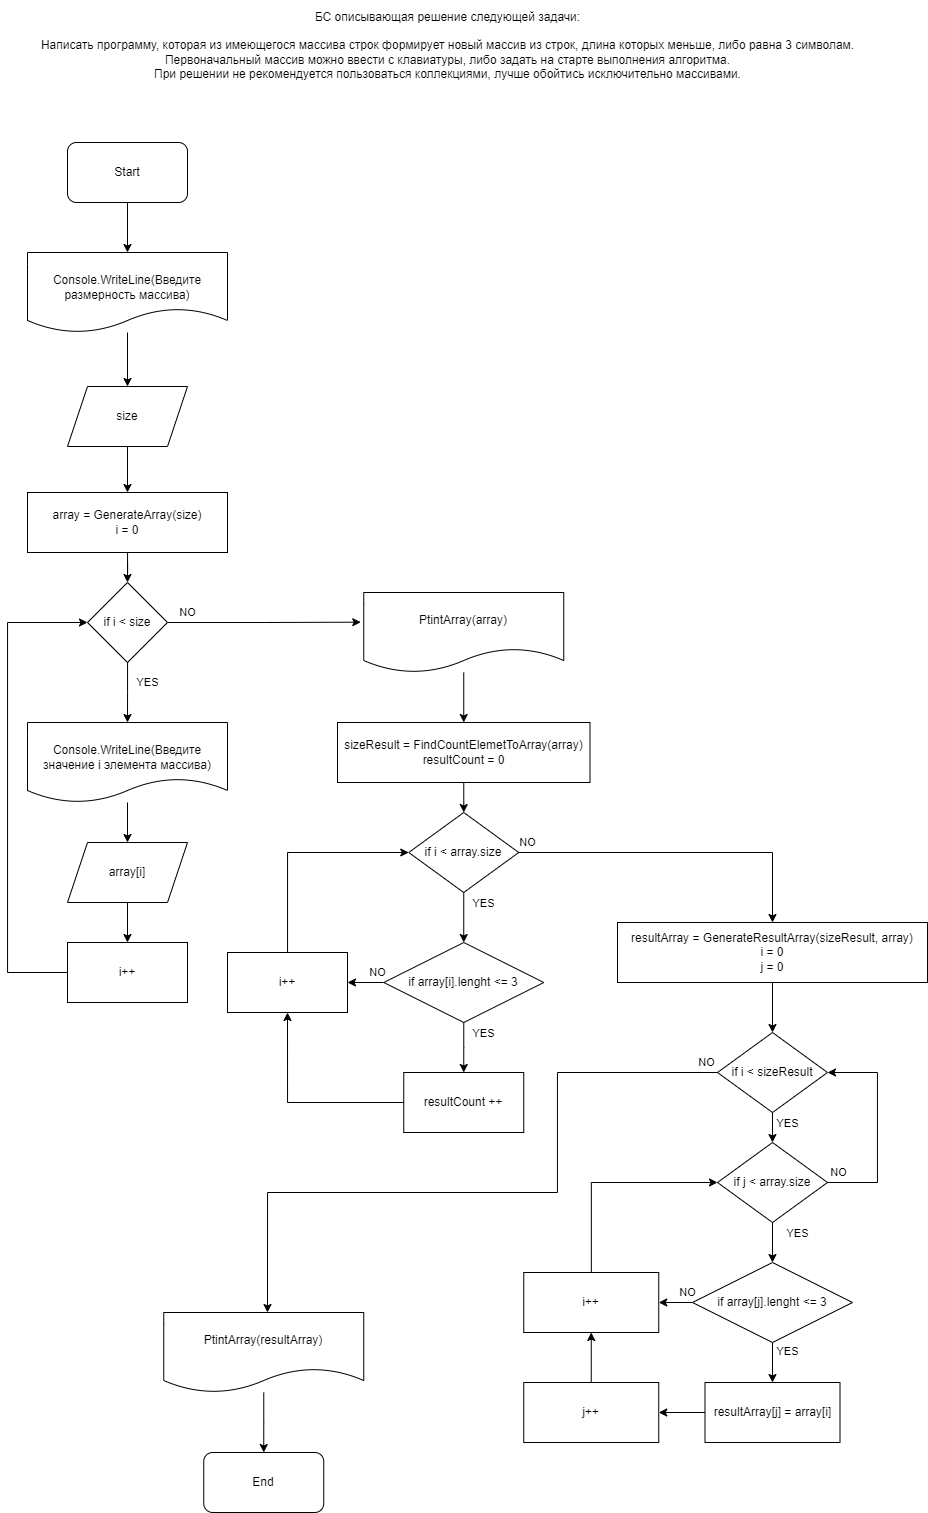 БС описывающая решение следующей задачи:
Написать программу, которая из имеющегося массива строк формирует новый массив из строк, длина которых меньше, либо равна 3 символам.
Первоначальный массив можно ввести с клавиатуры, либо задать на старте выполнения алгоритма.
При решении не рекомендуется пользоваться коллекциями, лучше обойтись исключительно массивами.
Start
Console.WriteLine(Введите
размерность массива)
size
array = GenerateArray(size)
i = 0
if i < size
NO
YES
Console.WriteLine(Введите
значение i элемента массива)
array[i]
i++
PtintArray(array)
sizeResult = FindCountElemetToArray(array)
resultCount = 0
if i < array.size
NO
YES
if array[i].lenght <= 3
NO
i++
YES
resultCount ++
resultArray = GenerateResultArray(sizeResult, array)
i = 0
j = 0
if i < sizeResult
NO
YES
if j < array.size
NO
YES
if array[j].lenght <= 3
NO
i++
YES
resultArray[j] = array[i]
j++
PtintArray(resultArray)
End